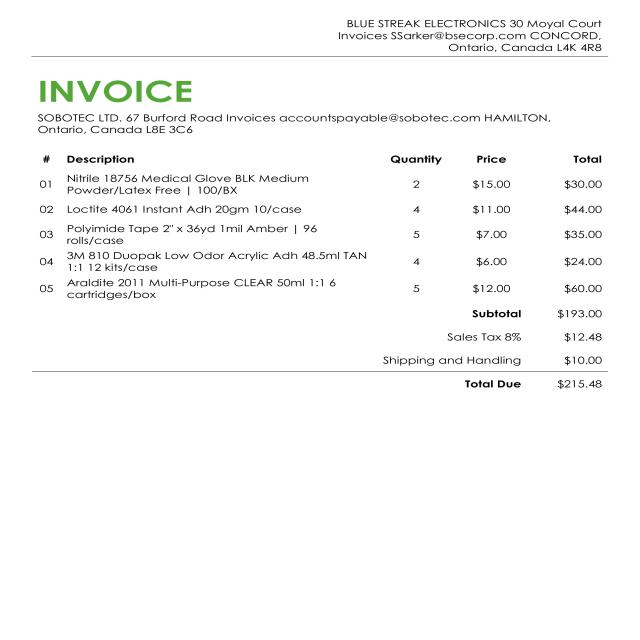 BLUE STREAK ELECTRONICS 30 Moyal Court
Invoices SSarker@bsecorp.com CONCORD,
Ontario, Canada L4K 4R8
INVOICE
SOBOTEC LTD. 67 Burford Road Invoices accountspayable@sobotec.com HAMILTON,
Ontario, Canada L8E 3C6
# Description Quantity Price Total
01 Nitrile 18756 Medical Glove BLK Medium
Powder/Latex Free | 100/BX 2 $15.00 $30.00
02 Loctite 4061 Instant Adh 20gm 10/case 4 $11.00 $44.00
03 Polyimide Tape 2" x 36yd 1mil Amber | 96
rolls/case 5 $7.00 $35.00
04 3M 810 Duopak Low Odor Acrylic Adh 48.5ml TAN
1:1 12 kits/case 4 $6.00 $24.00
05 Araldite 2011 Multi-Purpose CLEAR 50ml 1:1 6
cartridges/box 5 $12.00 $60.00
Subtotal $193.00
Sales Tax 8% $12.48
Shipping and Handling $10.00
Total Due $215.48